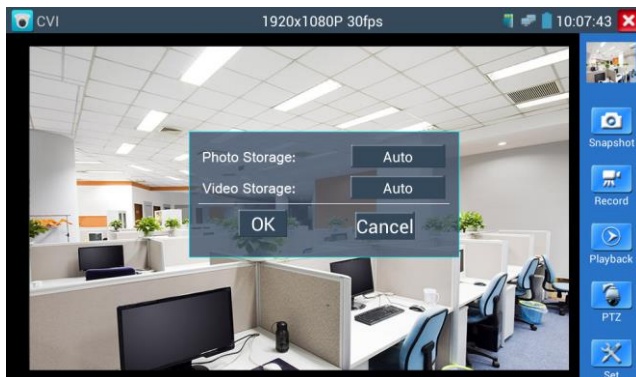 CVI 1920x1080P 30fps 10:07:43
Photo Storage: Auto
Video Storage: Auto
OK Cancel
Snapshot
Record
Playback
PTZ
Set